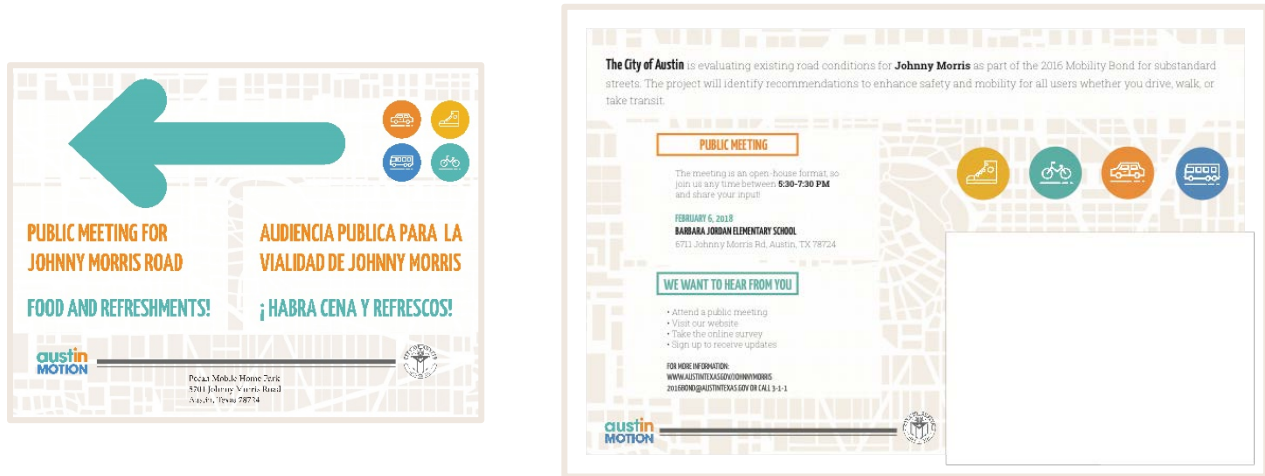 PUBLIC MEETING FOR
JOHNNY MORRIS ROAD
FOOD AND REFRESHMENTS!
AUDIENCIA PUBLICA PARA LA
VIALIDAD DE JOHNNY MORRIS
¡ HABRA CENA Y REFRESCOS!
austin
MOTION
Mobile Home Park
Johnny Morris Road
Austin, Texas 78724
The City of Austin is evaluating existing road conditions for Johnny Morris as part of the 2016 Mobility Bond for substandard
streets. The project will identify recommendations to enhance safety and mobility for all users whether you drive, walk, or
take transit.
PUBLIC MEETING
The meeting is an open-house format, so
join us any time between 5:30-7:30 PM
and share your input!
FEBRUARY 6, 2018
BARBARA JORDAN ELEMENTARY SCHOOL
6711 Johnny Morris Rd, Austin, TX 78724
WE WANT TO HEAR FROM YOU
• Attend a public meeting
• Visit our website
• Take the online survey
• Sign up to receive updates
FOR MORE INFORMATION:
WWW.AUSTINTEXAS.GOV/JOHNNYMORRIS
2016BOND@AUSTINTEXAS.GOV OR CALL 3-1-1
austin
MOTION